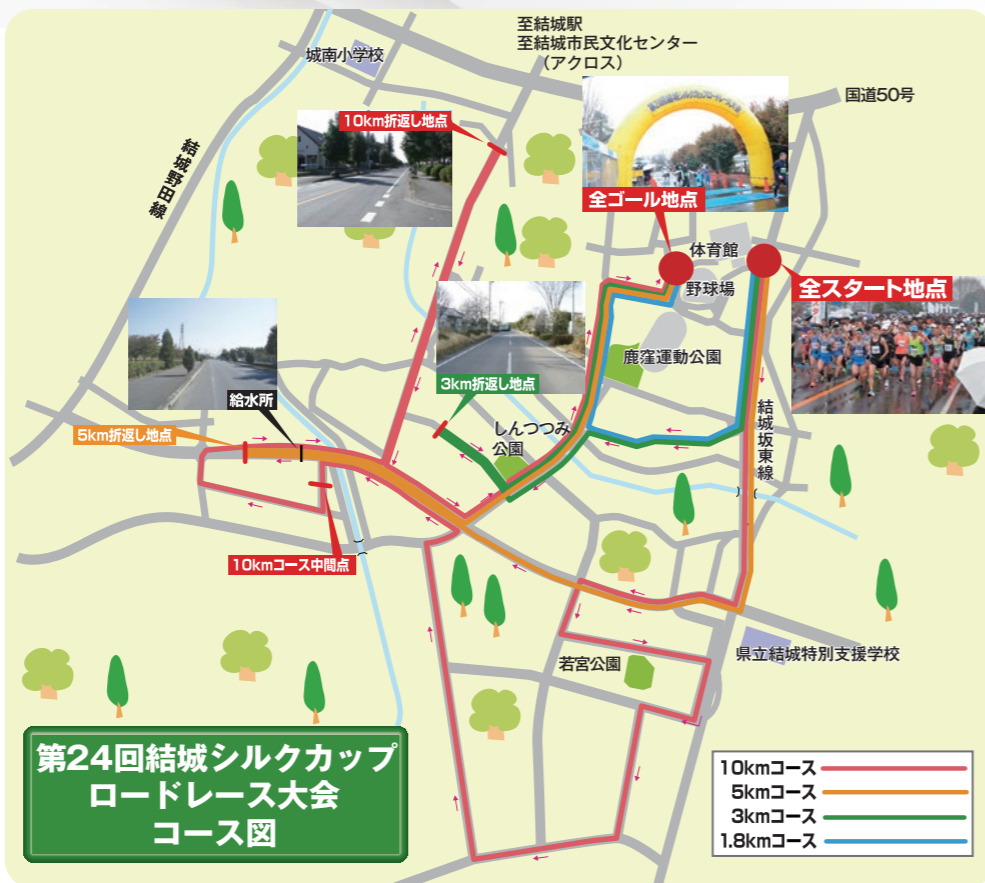 至結城駅
至結城市民文化センター
(アクロス)
城南小学校
国道50号
10km折返し地点
結城野田線
全ゴール地点
体育館
野球場
全スタート地点
鹿窪運動公園
3km折返し地点
給水所
5km折返し地点
しんつつみ
公園
結城坂東線
10kmコース中間点
若宮公園
県立結城特別支援学校
第24回結城シルクカップ
ロードレース大会
コース図
10kmコース
5kmコース
3kmコース
1.8kmコース